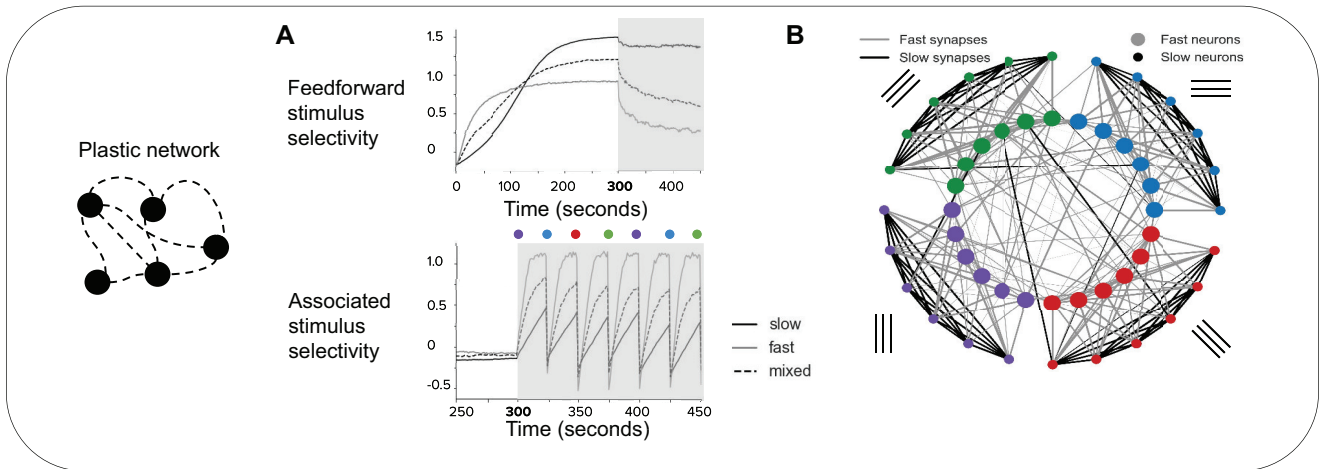 Plastic network
A
Feedforward
stimulus
selectivity
1.5
1.0
0.5
0
0
100
200
300
400
Time (seconds)
Associated
stimulus
selectivity
1.0
0.5
0
-0.5
250
300
350
400
450
Time (seconds)
slow
fast
mixed
B
Fast synapses
Slow synapses
Fast neurons
Slow neurons